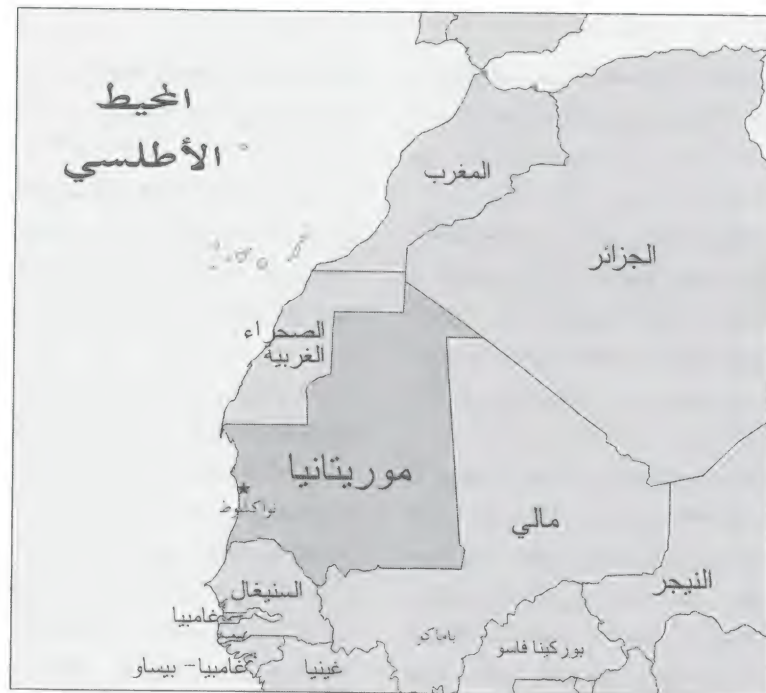 المحيط
الأطلسي
المغرب
الجزائر
الصحراء
الغربية
موريتانيا
نواكشوط
مالي
النيجر
السنيغال
غامبيا
باماكو
بوركينا فاسو
غامبيا - بيساو
غينيا